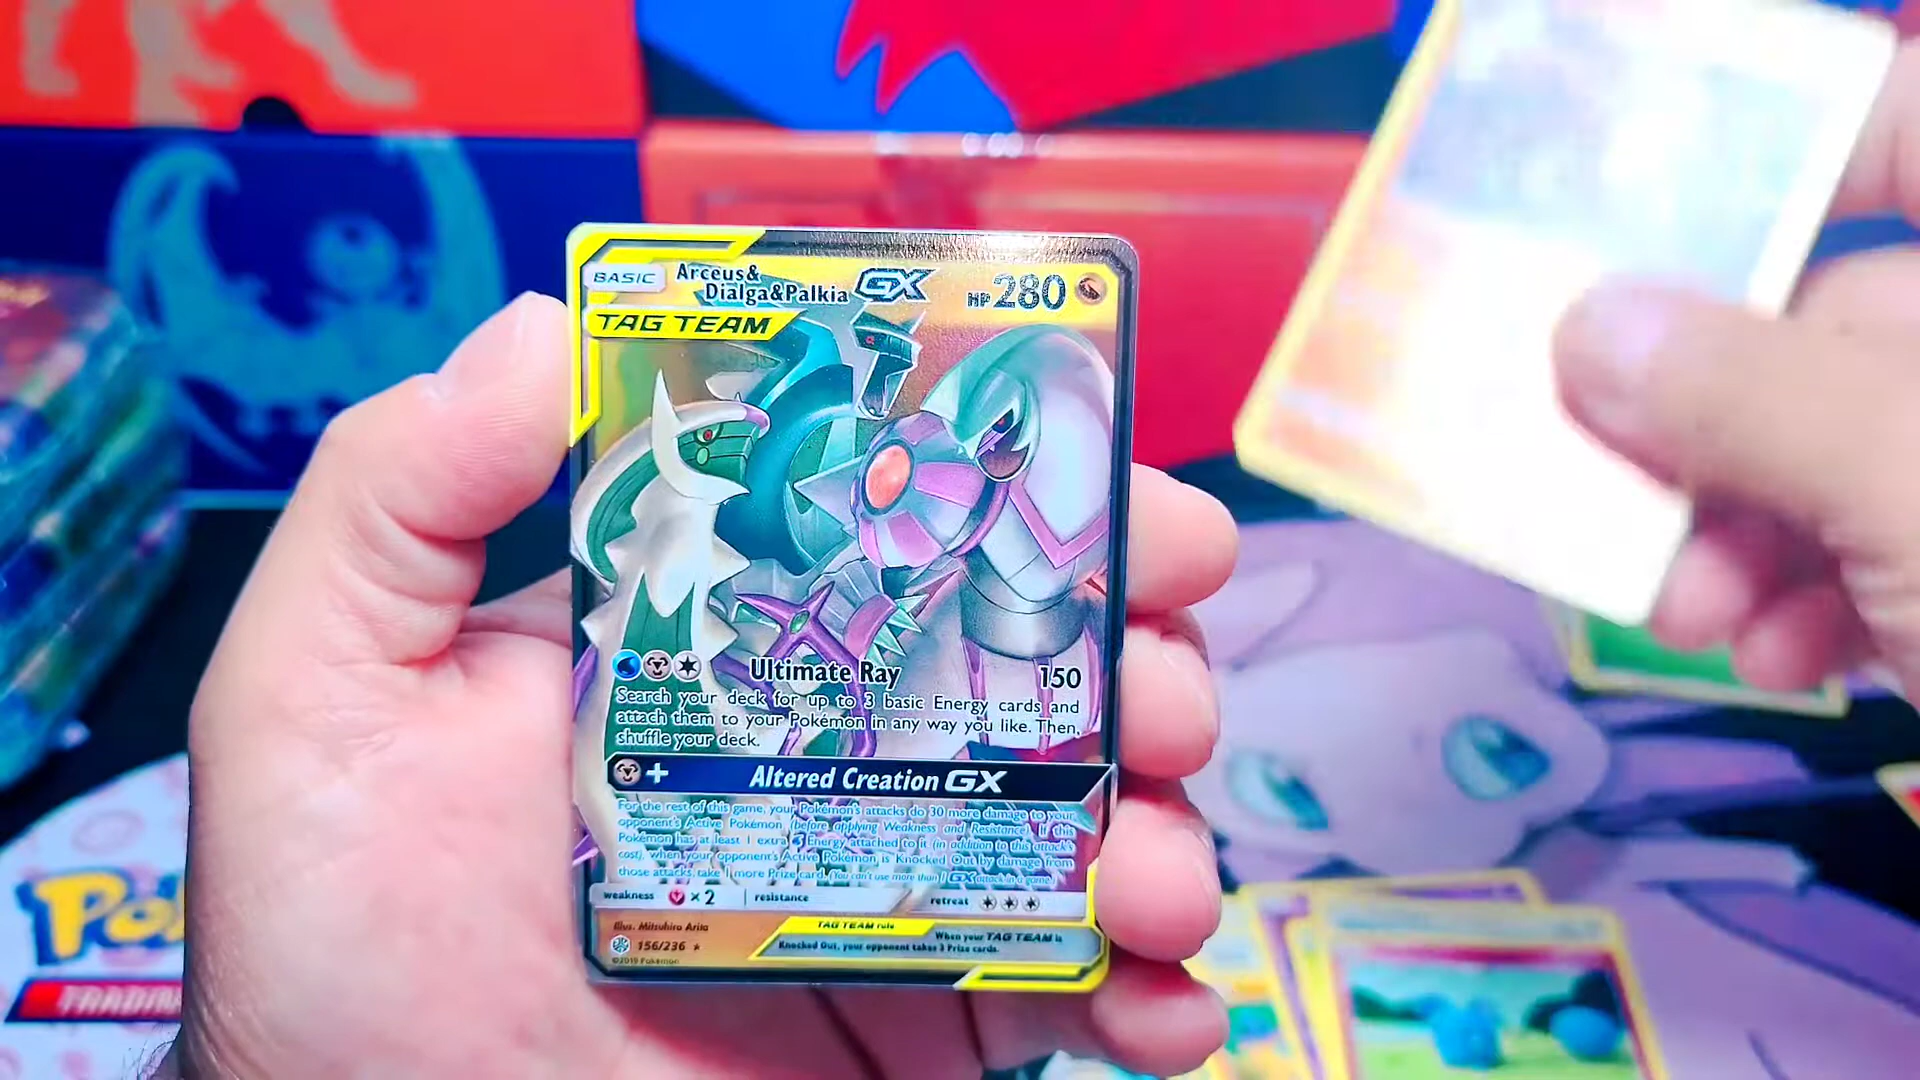 BASIC
Arceus&
Dialga&Palkia GX
HP 280
TAG TEAM
Ultimate Ray 150
Search your deck for up to 3 basic Energy cards and
attach them to your Pokémon in any way you like. Then,
shuffle your deck.
+ Altered Creation GX
For the rest of this game, your Pokémon's attacks do 30 more damage to your
opponent's Active Pokémon (before applying Weakness and Resistance). If this
Pokémon has at least 1 extra Energy attached to it (in addition to this attack's
cost), when your opponent's Active Pokémon is Knocked Out by damage from
those attacks, take 1 more Prize card. (You can't use more than 1 GX attack in a game.)
weakness ×2 resistance retreat
Illus. Mitsuhiro Arita
156/236
©2019 Pokémon
TAG TEAM rule
When your TAG TEAM is
Knocked Out, your opponent takes 3 Prize cards.
Po
TRADIN